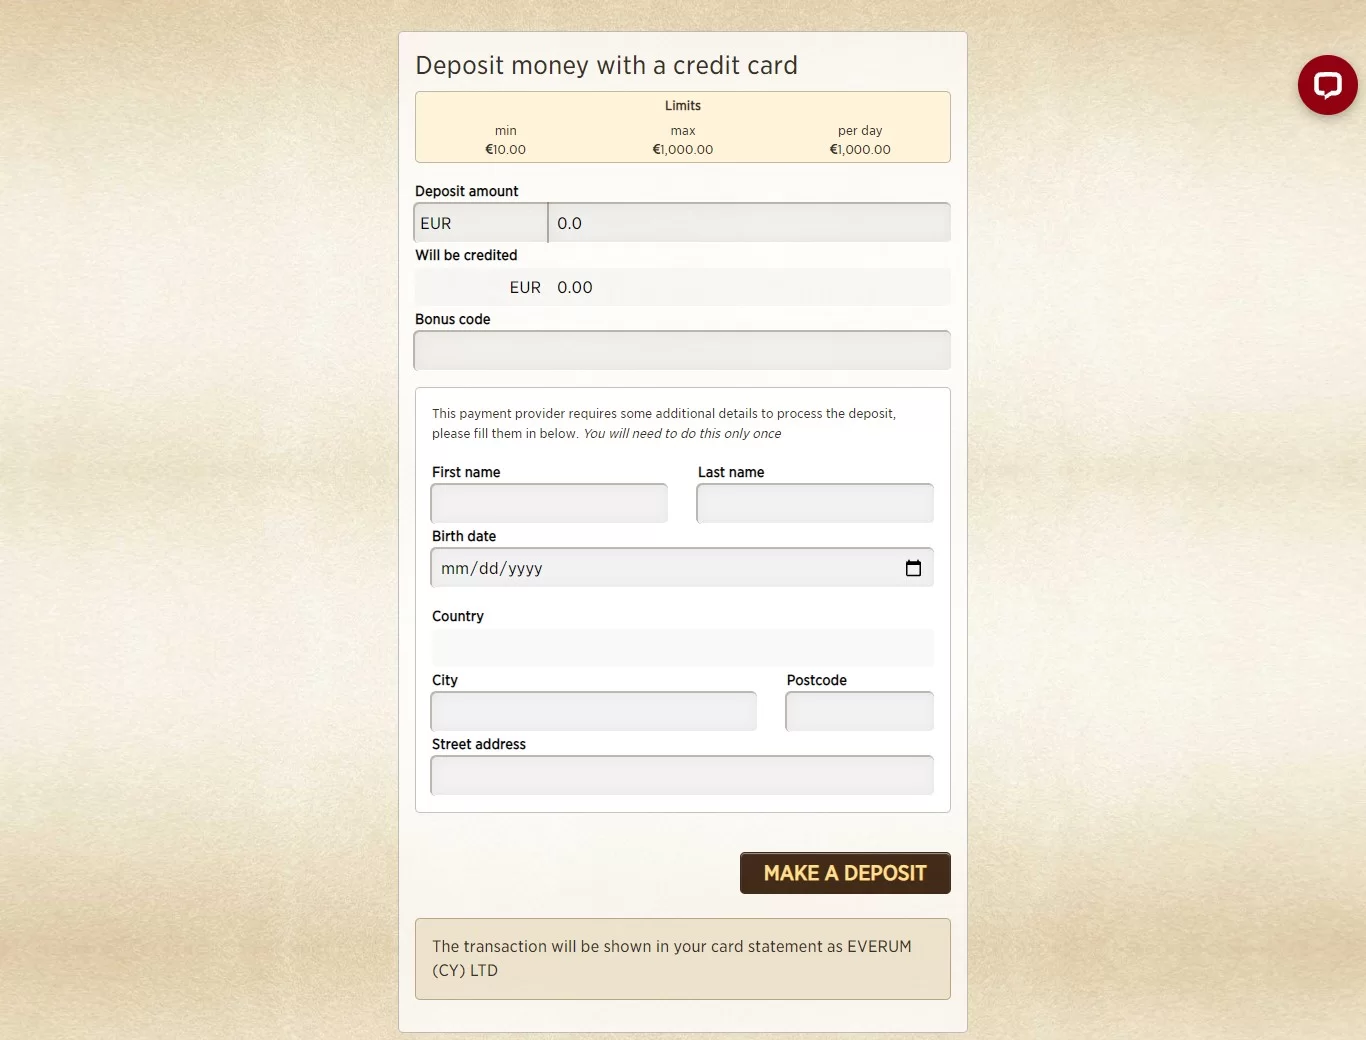 Deposit money with a credit card
Limits
min max per day
€10.00 €1,000.00 €1,000.00
Deposit amount
EUR 0.0
Will be credited
EUR 0.00
Bonus code
This payment provider requires some additional details to process the deposit,
please fill them in below. You will need to do this only once
First name Last name
Birth date
mm/dd/yyyy
Country
City Postcode
Street address
MAKE A DEPOSIT
The transaction will be shown in your card statement as EVERUM
(CY) LTD